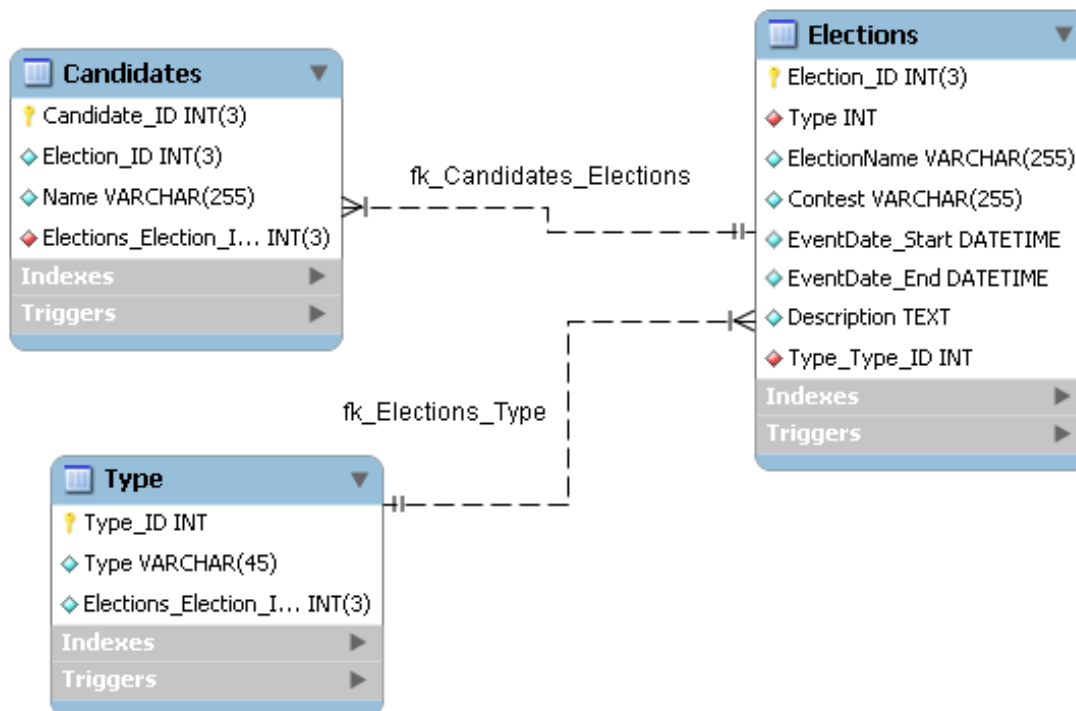 Candidates
Candidate_ID INT(3)
Election_ID INT(3)
Name VARCHAR(255)
Elections_Election_I... INT(3)
Indexes
Triggers
fk_Candidates_Elections
Elections
Election_ID INT(3)
Type INT
ElectionName VARCHAR(255)
Contest VARCHAR(255)
EventDate_Start DATETIME
EventDate_End DATETIME
Description TEXT
Type_Type_ID INT
Indexes
Triggers
fk_Elections_Type
Type
Type_ID INT
Type VARCHAR(45)
Elections_Election_I... INT(3)
Indexes
Triggers